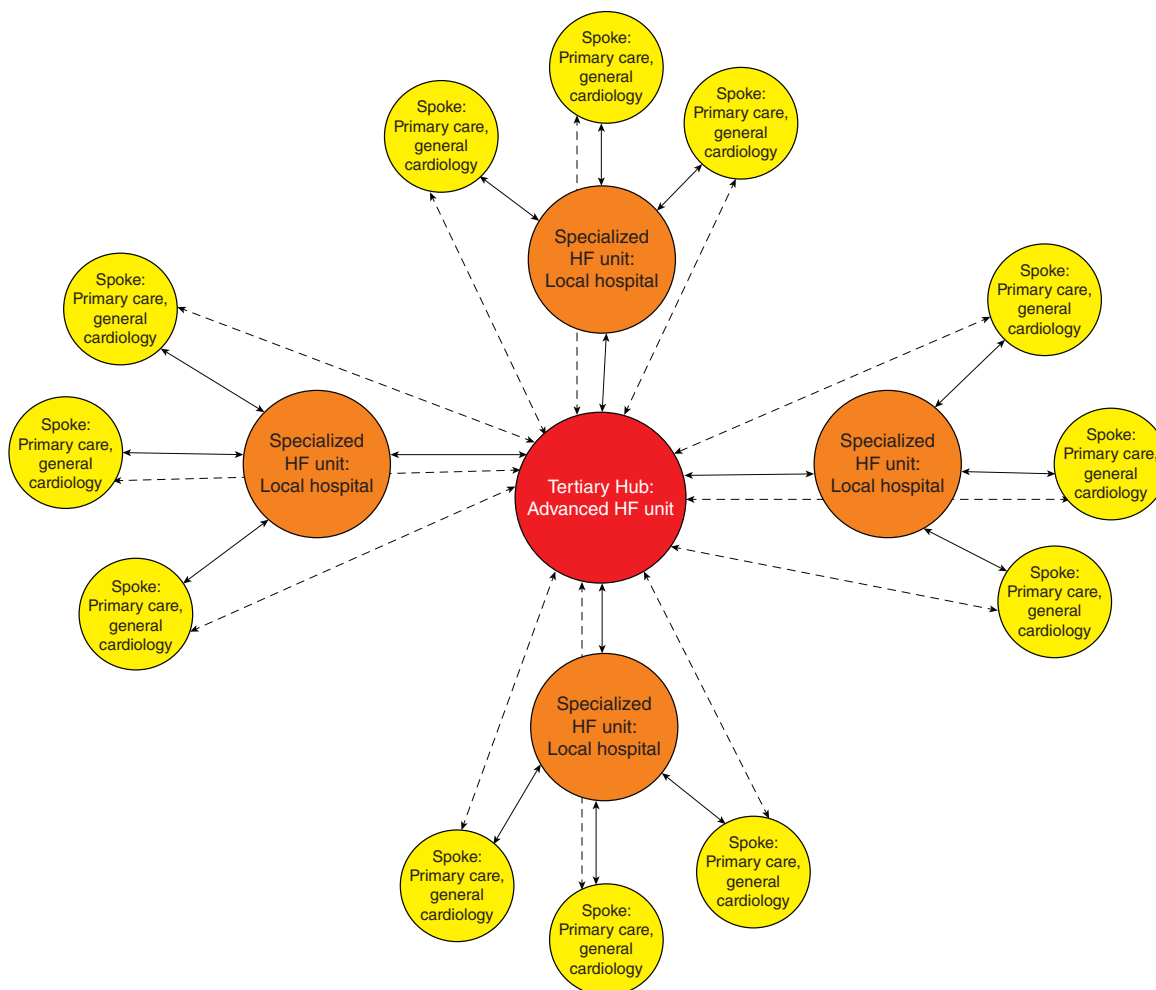 Spoke:
Primary care,
general
cardiology
Spoke:
Primary care,
general
cardiology
Spoke:
Primary care,
general
cardiology
Specialized
HF unit:
Local hospital
Spoke:
Primary care,
general
cardiology
Spoke:
Primary care,
general
cardiology
Spoke:
Primary care,
general
cardiology
Specialized
HF unit:
Local hospital
Tertiary Hub:
Advanced HF unit
Specialized
HF unit:
Local hospital
Spoke:
Primary care,
general
cardiology
Spoke:
Primary care,
general
cardiology
Spoke:
Primary care,
general
cardiology
Specialized
HF unit:
Local hospital
Spoke:
Primary care,
general
cardiology
Spoke:
Primary care,
general
cardiology
Spoke:
Primary care,
general
cardiology